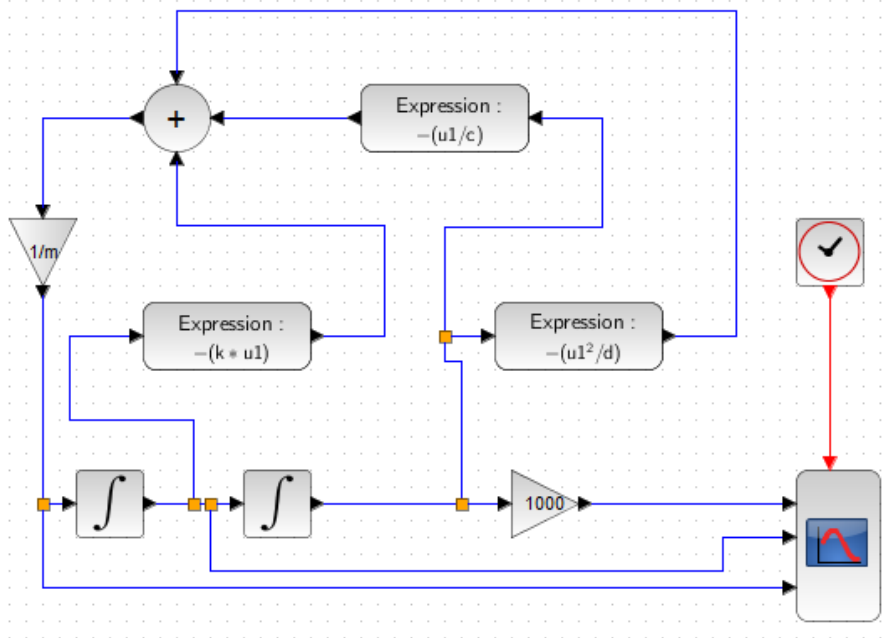 +
Expression :
−(u1/c)
1/m
Expression :
−(k∗u1)
Expression :
−(u1²/d)
∫
∫
1000